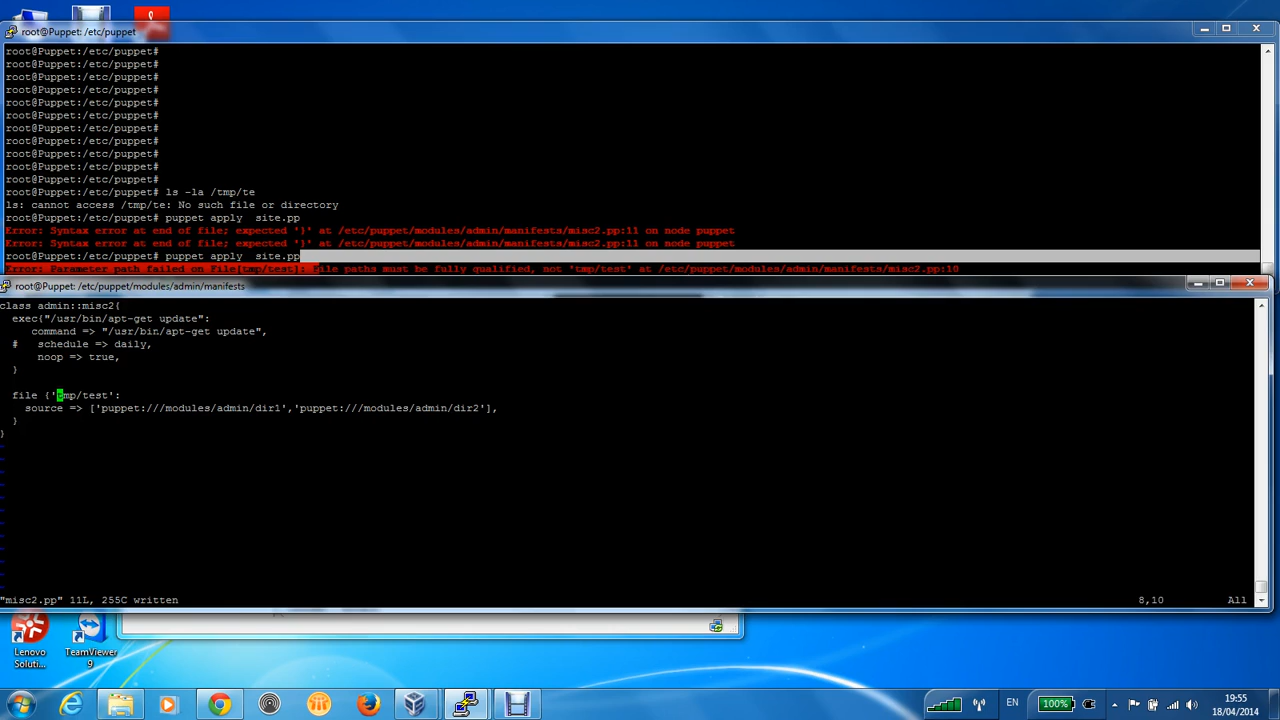 root@Puppet: /etc/puppet
root@Puppet:/etc/puppet#
root@Puppet:/etc/puppet#
root@Puppet:/etc/puppet#
root@Puppet:/etc/puppet#
root@Puppet:/etc/puppet#
root@Puppet:/etc/puppet#
root@Puppet:/etc/puppet#
root@Puppet:/etc/puppet#
root@Puppet:/etc/puppet#
root@Puppet:/etc/puppet#
root@Puppet:/etc/puppet#
root@Puppet:/etc/puppet# ls -la /tmp/te
ls: cannot access /tmp/te: No such file or directory
root@Puppet:/etc/puppet# puppet apply  site.pp
Error: Syntax error at end of file; expected '}' at /etc/puppet/modules/admin/manifests/misc2.pp:11 on node puppet
Error: Syntax error at end of file; expected '}' at /etc/puppet/modules/admin/manifests/misc2.pp:11 on node puppet
root@Puppet:/etc/puppet# puppet apply  site.pp
Error: Parameter path failed on File[tmp/test]: File paths must be fully qualified, not 'tmp/test' at /etc/puppet/modules/admin/manifests/misc2.pp:10
root@Puppet: /etc/puppet/modules/admin/manifests
class admin::misc2{
  exec{"/usr/bin/apt-get update":
     command => "/usr/bin/apt-get update",
  #   schedule => daily,
      noop => true,
  }
  file {'tmp/test':
    source => ['puppet:///modules/admin/dir1','puppet:///modules/admin/dir2'],
  }
}
~
~
~
~
~
~
~
~
~
~
~
"misc2.pp" 11L, 255C written 8,10 All
Lenovo Soluti...
TeamViewer 9
EN 100% 19:55
18/04/2014